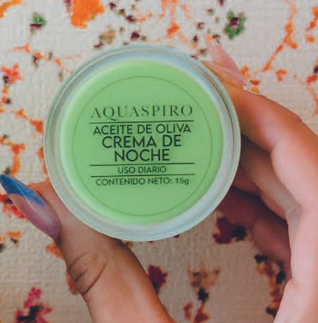 AQUASPIRO
ACEITE DE OLIVA
CREMA DE
NOCHE
USO DIARIO
CONTENIDO NETO: 15g